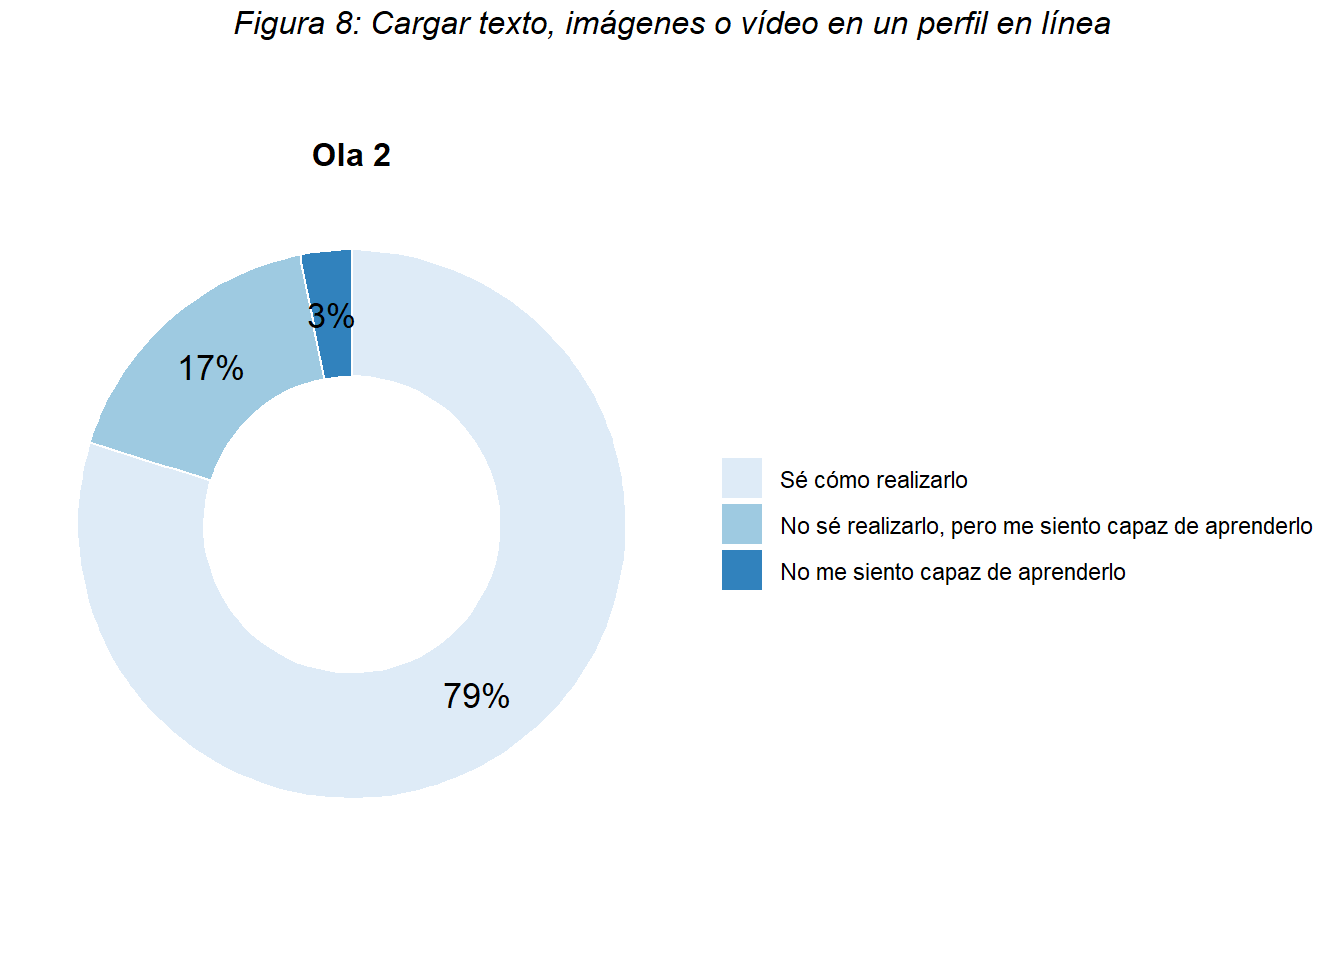 Figura 8: Cargar texto, imágenes o vídeo en un perfil en línea
Ola 2
3%
17%
79%
Sé cómo realizarlo
No sé realizarlo, pero me siento capaz de aprenderlo
No me siento capaz de aprenderlo